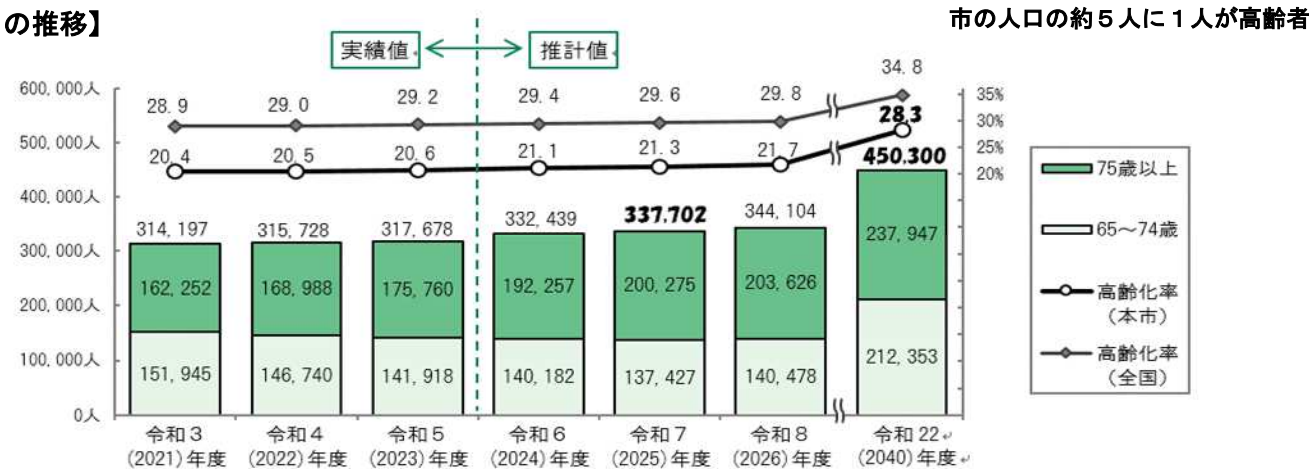 の推移】
市の人口の約５人に１人が高齢者
実績値
推計値
600,000人
500,000人
400,000人
300,000人
200,000人
100,000人
0人
28.9
29.0
29.2
29.4
29.6
29.8
34.8
20.4
20.5
20.6
21.1
21.3
21.7
28,3
35%
30%
25%
20%
314,197
315,728
317,678
332,439
337.702
344,104
450.300
162,252
168,988
175,760
192,257
200,275
203,626
237,947
151,945
146,740
141,918
140,182
137,427
140,478
212,353
令和３
(2021)年度
令和４
(2022)年度
令和５
(2023)年度
令和６
(2024)年度
令和７
(2025)年度
令和８
(2026)年度
令和22
(2040)年度
75歳以上
65～74歳
高齢化率
（本市）
高齢化率
（全国）